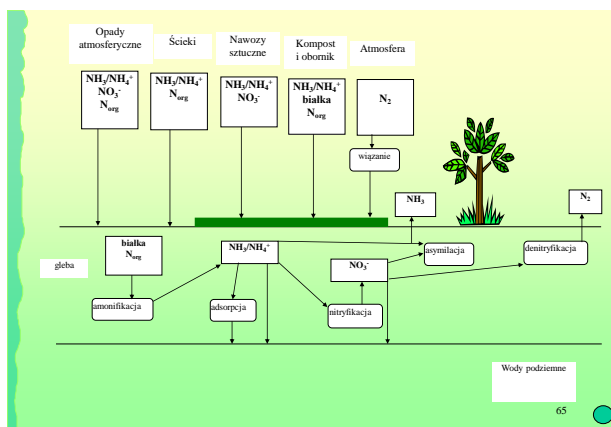 Opady
atmosferyczne
Ścieki
Nawozy
sztuczne
Kompost
i obornik
Atmosfera
NH₃/NH₄⁺
NO₃⁻
Nₒᵣg
NH₃/NH₄⁺
Nₒᵣg
NH₃/NH₄⁺
NO₃⁻
NH₃/NH₄⁺
białka
Nₒᵣg
N₂
wiązanie
NH₃
N₂
gleba
białka
Nₒᵣg
NH₃/NH₄⁺
NO₃⁻
asymilacja
denitryfikacja
amonifikacja
adsorpcja
nitryfikacja
Wody podziemne
65